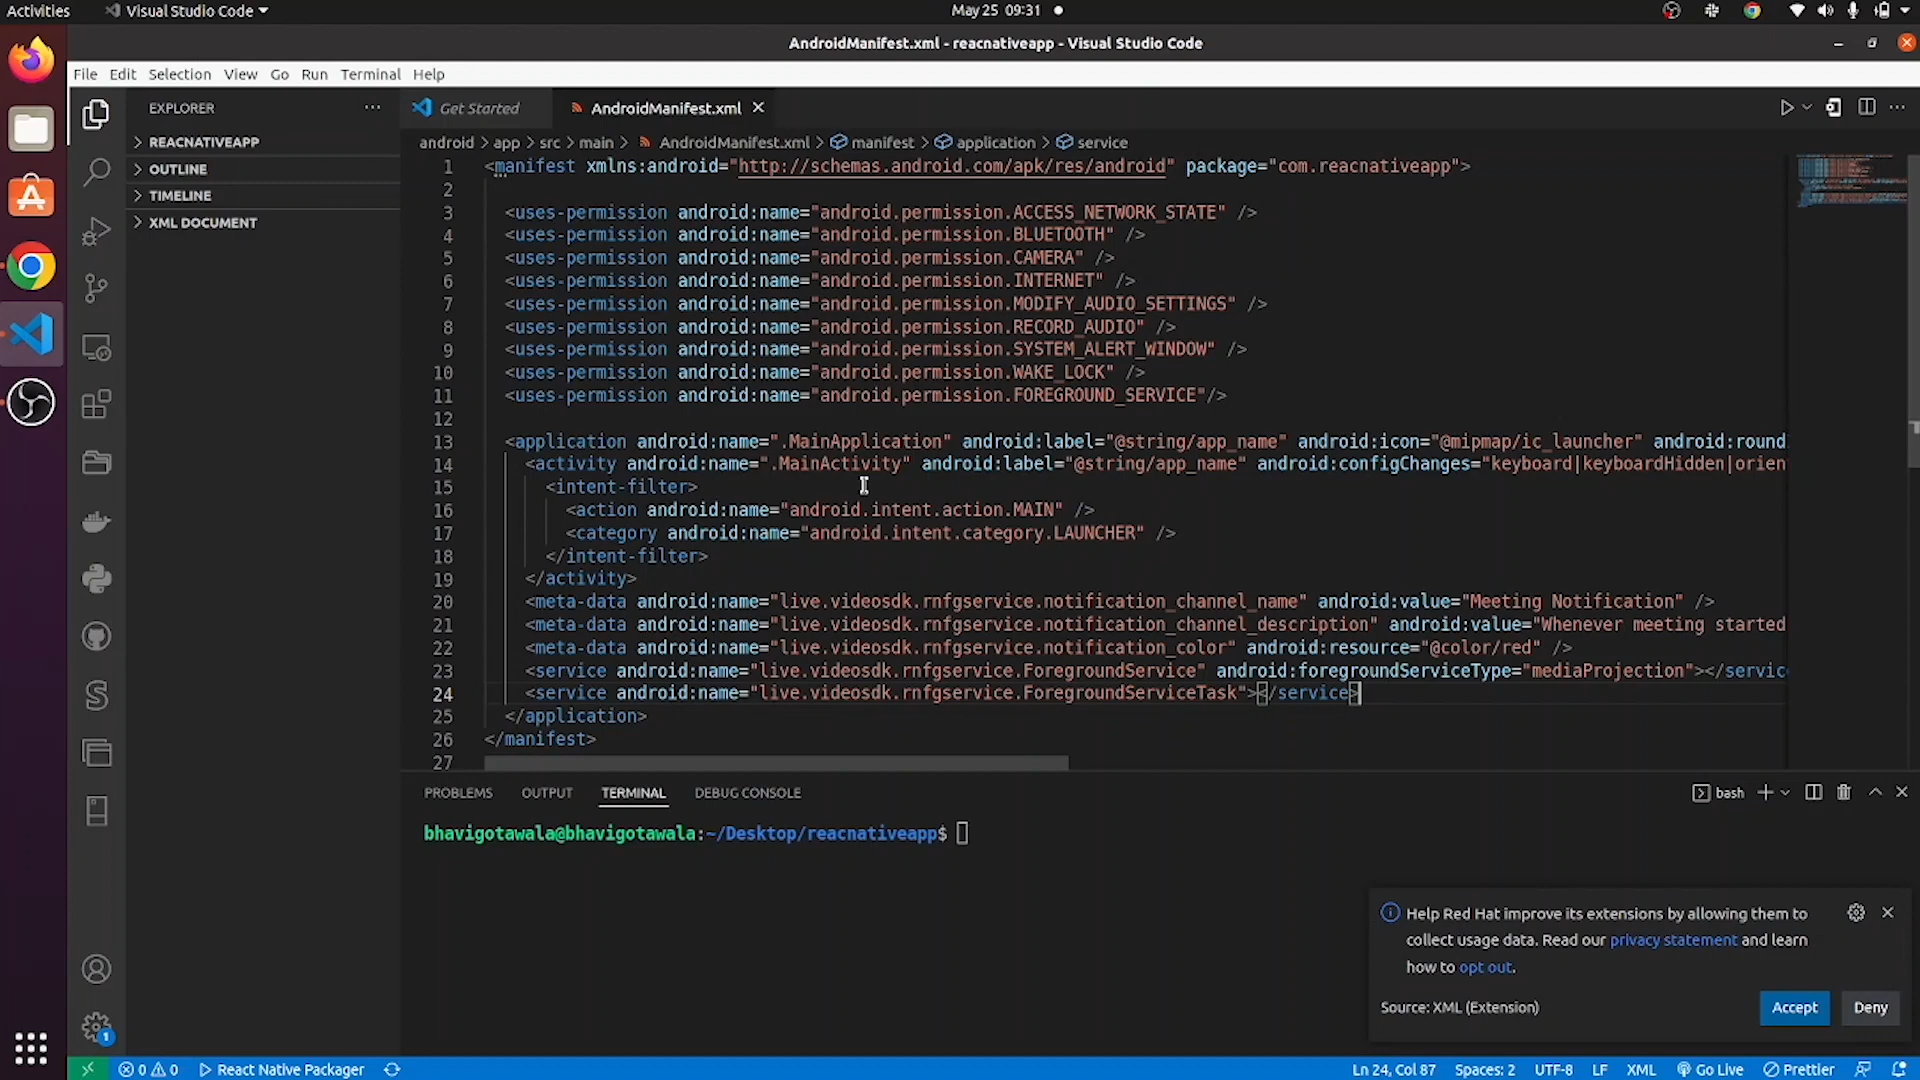 Activities
Visual Studio Code
May 25 09:31
AndroidManifest.xml - reacnativeapp - Visual Studio Code
File Edit Selection View Go Run Terminal Help
EXPLORER
REACNATIVEAPP
OUTLINE
TIMELINE
XML DOCUMENT
Get Started
AndroidManifest.xml
android > app > src > main > AndroidManifest.xml > manifest > application > service
1 <manifest xmlns:android="http://schemas.android.com/apk/res/android" package="com.reacnativeapp">
2
3 <uses-permission android:name="android.permission.ACCESS_NETWORK_STATE" />
4 <uses-permission android:name="android.permission.BLUETOOTH" />
5 <uses-permission android:name="android.permission.CAMERA" />
6 <uses-permission android:name="android.permission.INTERNET" />
7 <uses-permission android:name="android.permission.MODIFY_AUDIO_SETTINGS" />
8 <uses-permission android:name="android.permission.RECORD_AUDIO" />
9 <uses-permission android:name="android.permission.SYSTEM_ALERT_WINDOW" />
10 <uses-permission android:name="android.permission.WAKE_LOCK" />
11 <uses-permission android:name="android.permission.FOREGROUND_SERVICE"/>
12
13 <application android:name=".MainApplication" android:label="@string/app_name" android:icon="@mipmap/ic_launcher" android:round
14 <activity android:name=".MainActivity" android:label="@string/app_name" android:configChanges="keyboard|keyboardHidden|orien
15 <intent-filter>
16 <action android:name="android.intent.action.MAIN" />
17 <category android:name="android.intent.category.LAUNCHER" />
18 </intent-filter>
19 </activity>
20 <meta-data android:name="live.videosdk.rnfgservice.notification_channel_name" android:value="Meeting Notification" />
21 <meta-data android:name="live.videosdk.rnfgservice.notification_channel_description" android:value="Whenever meeting started
22 <meta-data android:name="live.videosdk.rnfgservice.notification_color" android:resource="@color/red" />
23 <service android:name="live.videosdk.rnfgservice.ForegroundService" android:foregroundServiceType="mediaProjection"></service
24 <service android:name="live.videosdk.rnfgservice.ForegroundServiceTask"></service>
25 </application>
26 </manifest>
27
PROBLEMS OUTPUT TERMINAL DEBUG CONSOLE
bash
bhavigotawala@bhavigotawala:~/Desktop/reacnativeapp$
Help Red Hat improve its extensions by allowing them to
collect usage data. Read our privacy statement and learn
how to opt out.
Source: XML (Extension)
Accept
Deny
1
0 0
React Native Packager
Ln 24, Col 87
Spaces: 2
UTF-8
LF
XML
Go Live
Prettier